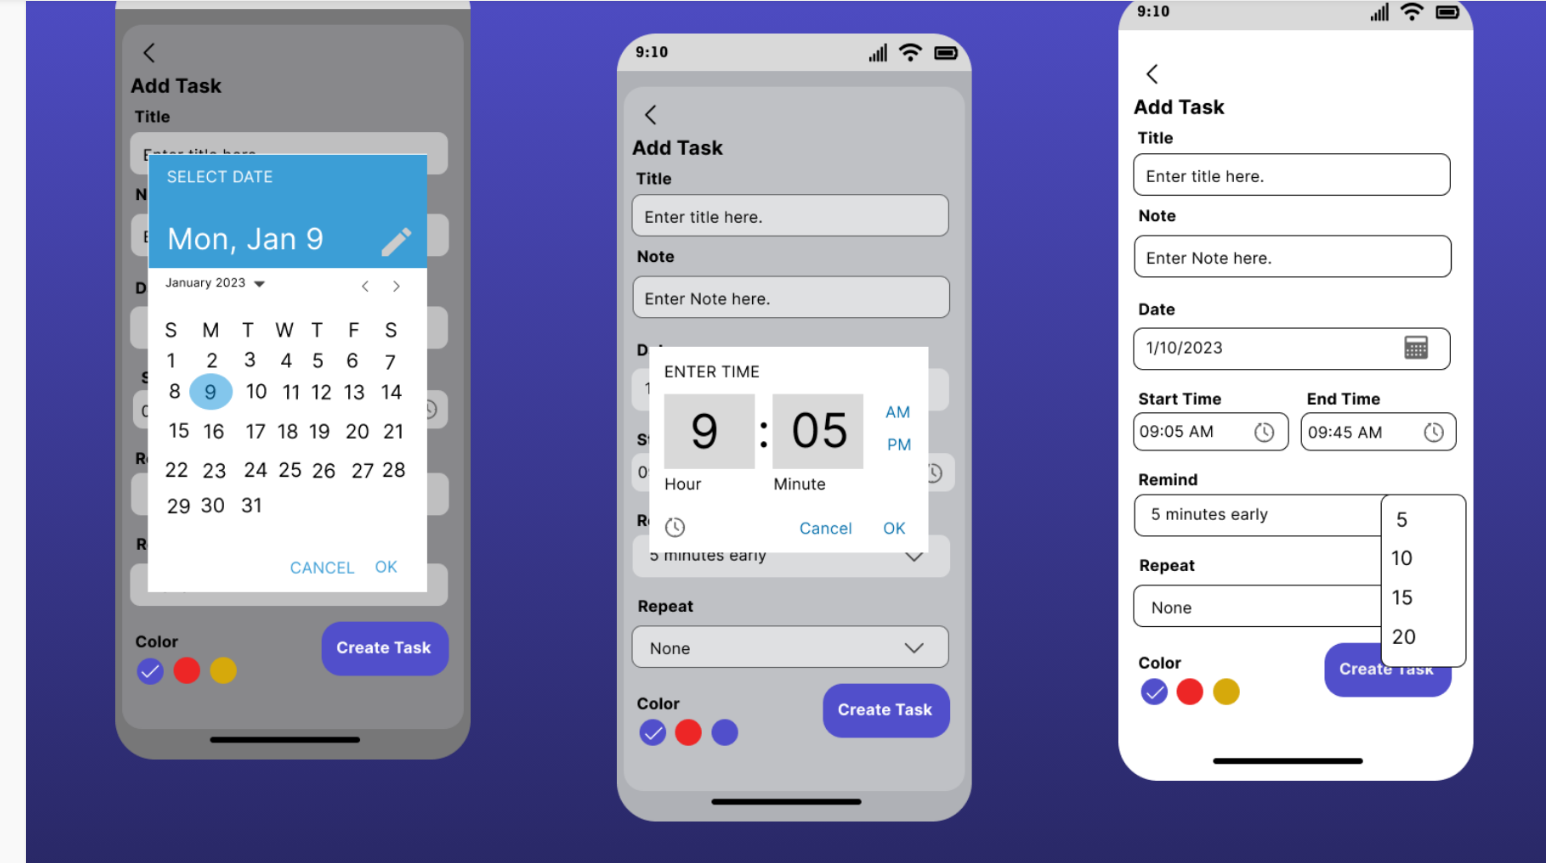 Add Task
Title
Enter title here.
SELECT DATE
Mon, Jan 9
January 2023
S M T W T F S
1 2 3 4 5 6 7
8 9 10 11 12 13 14
15 16 17 18 19 20 21
22 23 24 25 26 27 28
29 30 31
CANCEL OK
Color
Create Task
9:10
Add Task
Title
Enter title here.
Note
Enter Note here.
ENTER TIME
9 : 05
AM
PM
Hour Minute
Cancel OK
5 minutes early
Repeat
None
Color
Create Task
9:10
Add Task
Title
Enter title here.
Note
Enter Note here.
Date
1/10/2023
Start Time End Time
09:05 AM 09:45 AM
Remind
5 minutes early
5
10
15
20
Repeat
None
Color
Create Task